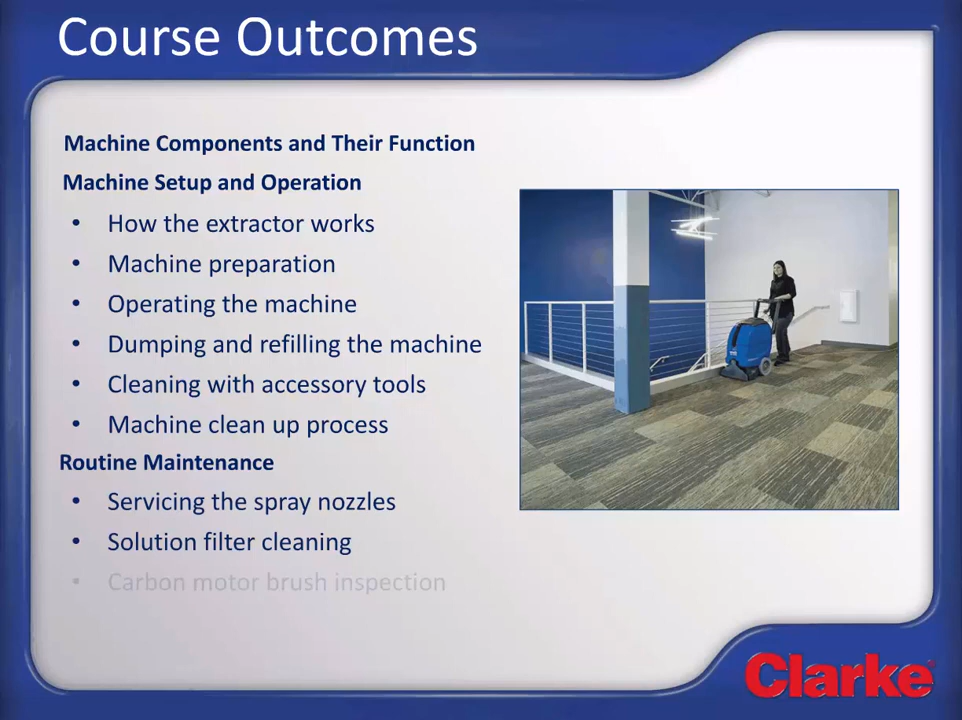 Course Outcomes
Machine Components and Their Function
Machine Setup and Operation
• How the extractor works
• Machine preparation
• Operating the machine
• Dumping and refilling the machine
• Cleaning with accessory tools
• Machine clean up process
Routine Maintenance
• Servicing the spray nozzles
• Solution filter cleaning
• Carbon motor brush inspection
Clarke